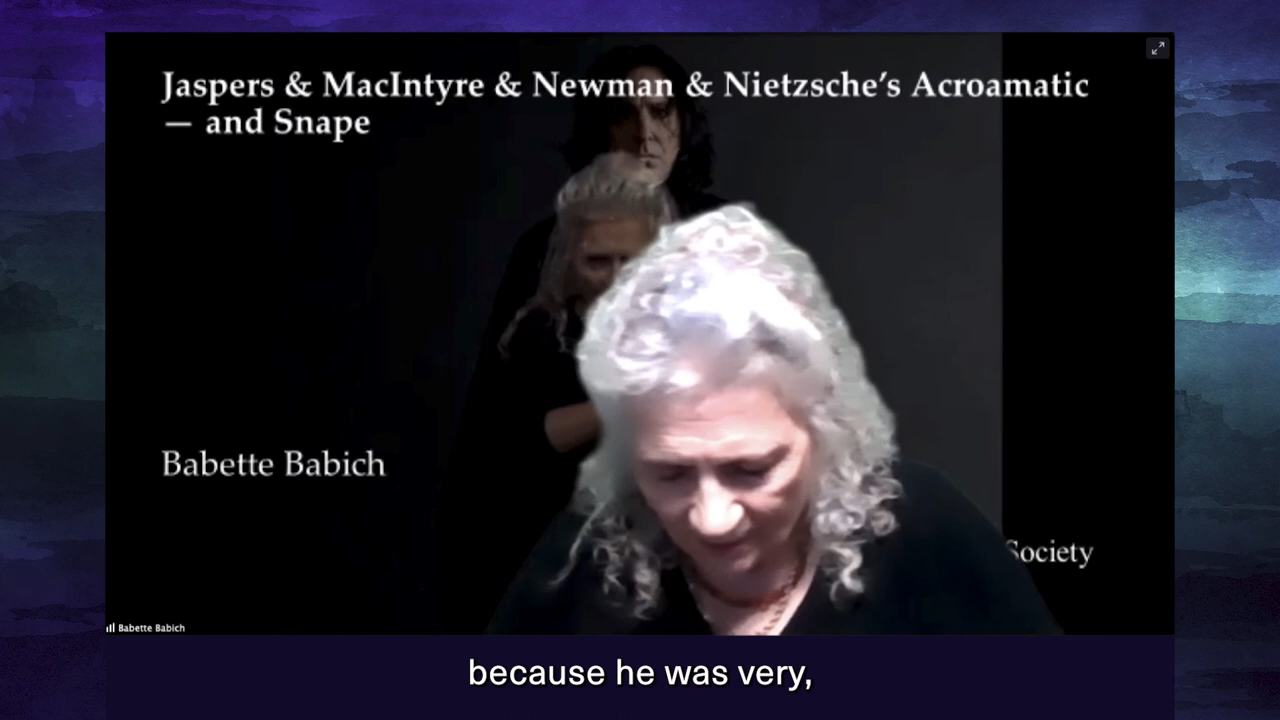 Jaspers & MacIntyre & Newman & Nietzsche’s Acroamatic
— and Snape
Babette Babich
Society
Babette Babich
because he was very,